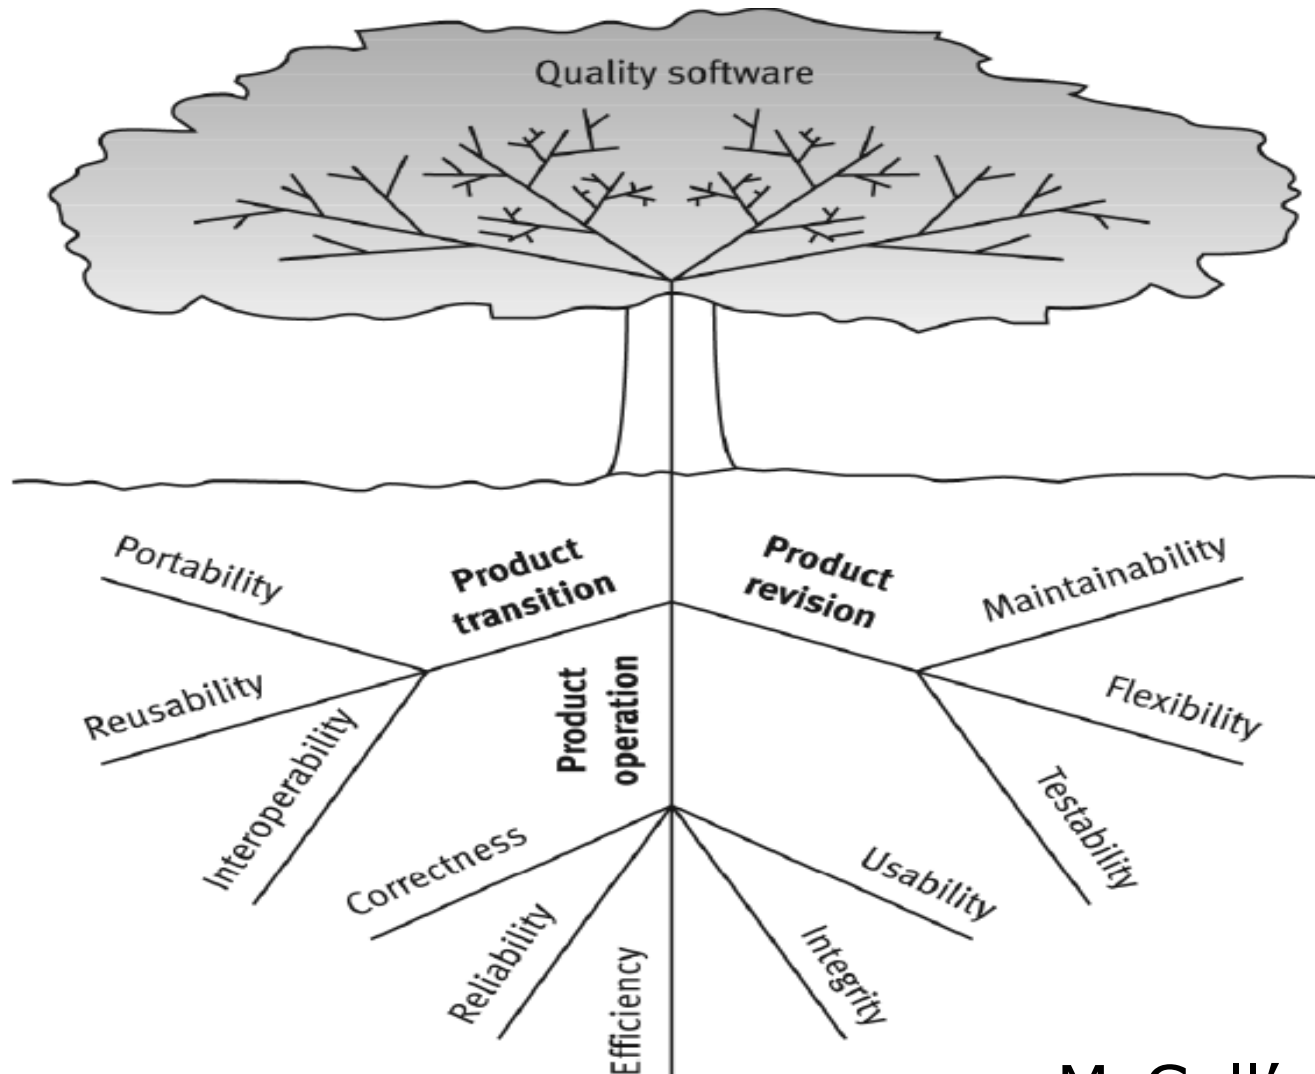 Quality software
Portability
Product
transition
Product
revision
Maintainability
Reusability
Interoperability
Product
operation
Flexibility
Testability
Correctness
Reliability
Efficiency
Integrity
Usability